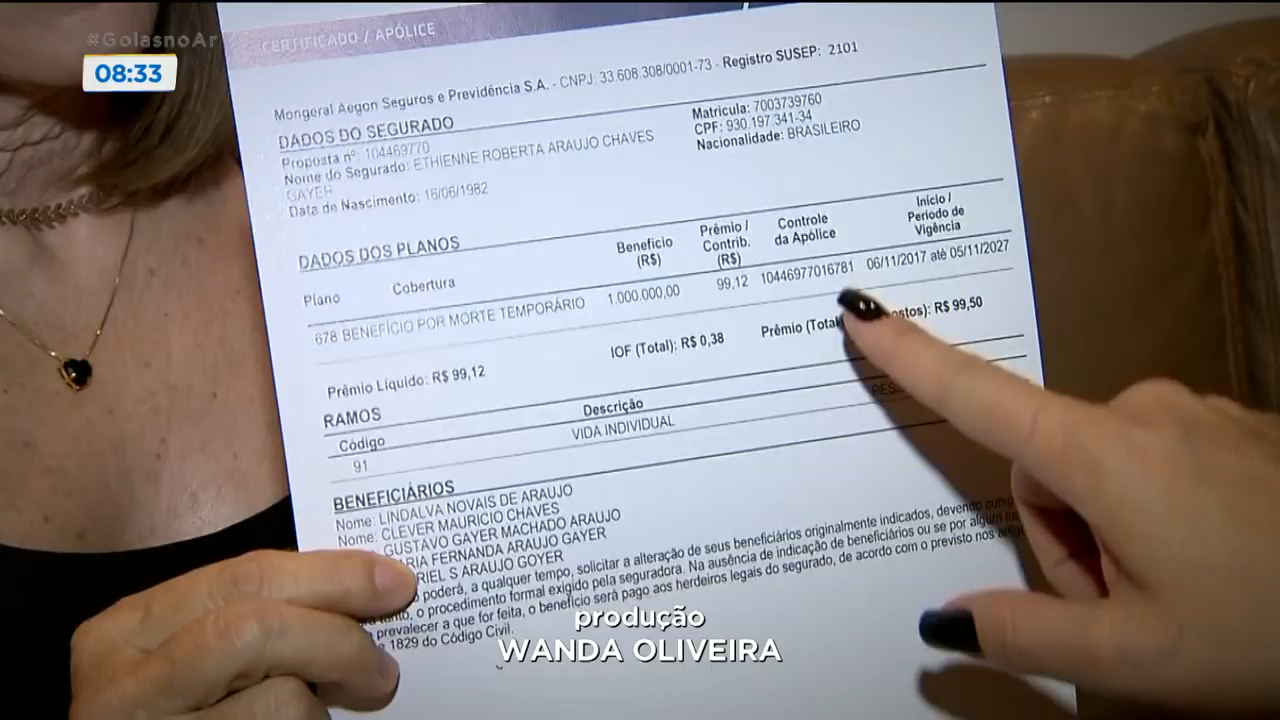 #GoiásnoAr
08:33
CERTIFICADO / APÓLICE
Mongeral Aegon Seguros e Previdência S.A. - CNPJ: 33.608.308/0001-73 - Registro SUSEP: 2101
DADOS DO SEGURADO
Proposta nº: 104469770
Matrícula: 7003739760
Nome do Segurado: ETHIENNE ROBERTA ARAUJO CHAVES
CPF: 930.197.341-34
GAYER
Nacionalidade: BRASILEIRO
Data de Nascimento: 16/06/1982
DADOS DOS PLANOS
Plano Cobertura Benefício (R$) Prêmio / Contrib. (R$) Controle da Apólice Início / Período de Vigência
678 BENEFÍCIO POR MORTE TEMPORÁRIO 1.000.000,00 99,12 10446977016781 06/11/2017 até 05/11/2027
Prêmio Líquido: R$ 99,12 IOF (Total): R$ 0,38 Prêmio (Total ostos): R$ 99,50
RAMOS
Código Descrição
91 VIDA INDIVIDUAL
BENEFICIÁRIOS
Nome: LINDALVA NOVAIS DE ARAUJO
Nome: CLEVER MAURICIO CHAVES
GUSTAVO GAYER MACHADO ARAUJO
RIA FERNANDA ARAUJO GAYER
RIEL S ARAUJO GOYER
poderá, a qualquer tempo, solicitar a alteração de seus beneficiários originalmente indicados, devendo
tanto, o procedimento formal exigido pela seguradora. Na ausência de indicação de beneficiários ou se por algum
prevalecer a que for feita, o benefício será pago aos herdeiros legais do segurado, de acordo com o previsto nos
e 1829 do Código Civil.
produção
WANDA OLIVEIRA